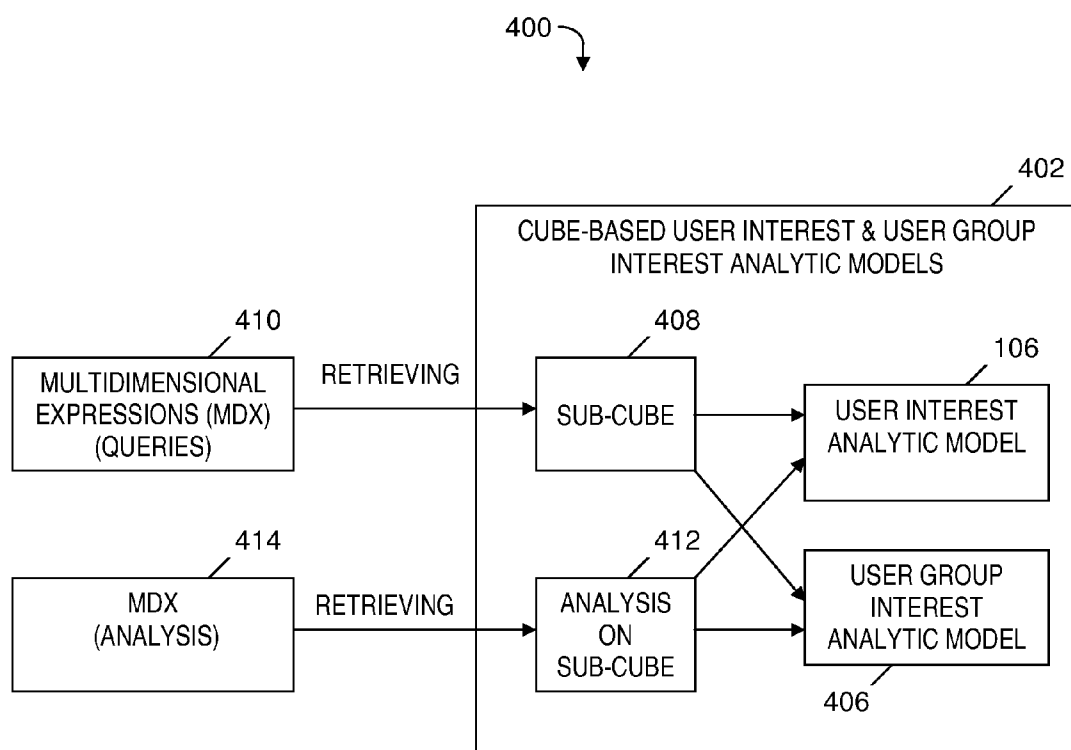 400
402
CUBE-BASED USER INTEREST & USER GROUP
INTEREST ANALYTIC MODELS
410
MULTIDIMENSIONAL
EXPRESSIONS (MDX)
(QUERIES)
RETRIEVING
408
SUB-CUBE
106
USER INTEREST
ANALYTIC MODEL
414
MDX
(ANALYSIS)
RETRIEVING
412
ANALYSIS
ON
SUB-CUBE
USER GROUP
INTEREST
ANALYTIC MODEL
406